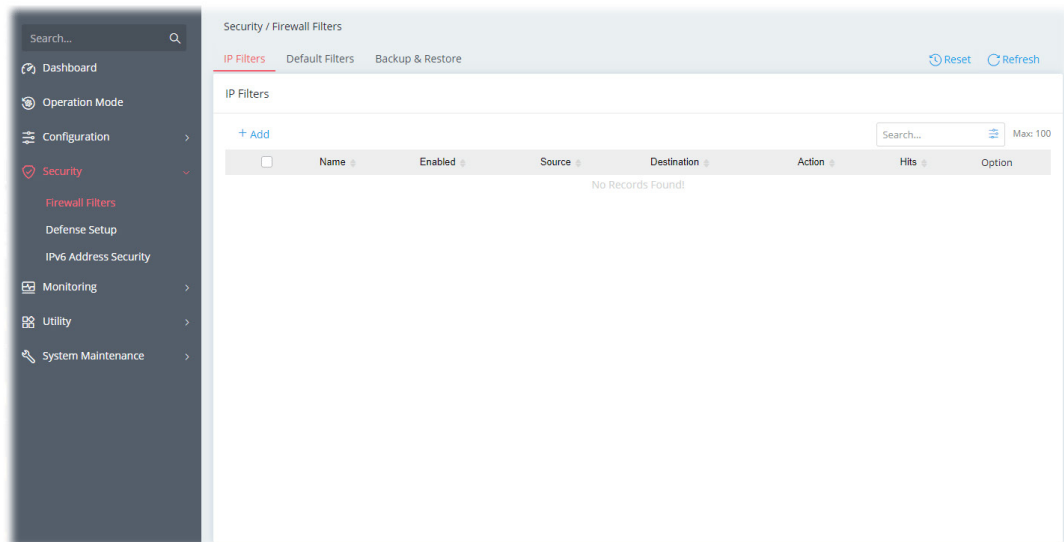 Search...
Dashboard
Operation Mode
Configuration
Security
Firewall Filters
Defense Setup
IPv6 Address Security
Monitoring
Utility
System Maintenance
Security / Firewall Filters
IP Filters Default Filters Backup & Restore Reset Refresh
IP Filters
+ Add Search... Max: 100
Name Enabled Source Destination Action Hits Option
No Records Found!